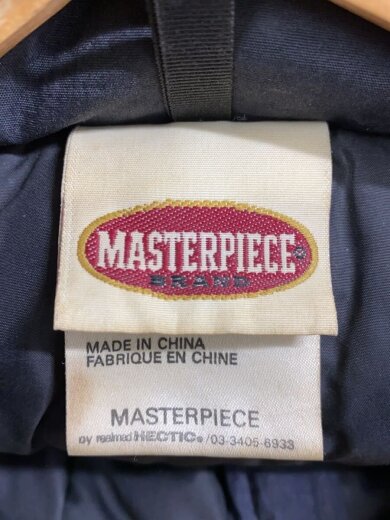 MASTERPIECE®
BRAND
MADE IN CHINA
FABRIQUE EN CHINE
MASTERPIECE
by realmad HECTIC®/03-3405-6933